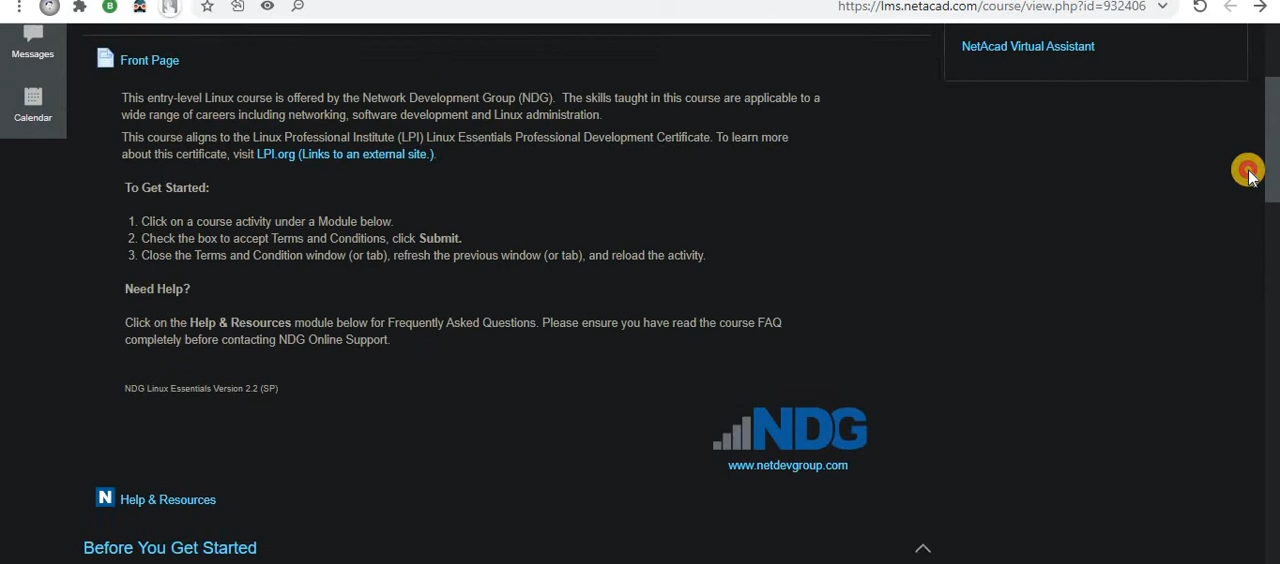 https://lms.netacad.com/course/view.php?id=932406
Messages
Calendar
Front Page
NetAcad Virtual Assistant
This entry-level Linux course is offered by the Network Development Group (NDG).  The skills taught in this course are applicable to a
wide range of careers including networking, software development and Linux administration.
This course aligns to the Linux Professional Institute (LPI) Linux Essentials Professional Development Certificate. To learn more
about this certificate, visit LPI.org (Links to an external site.).
To Get Started:
1. Click on a course activity under a Module below.
2. Check the box to accept Terms and Conditions, click Submit.
3. Close the Terms and Condition window (or tab), refresh the previous window (or tab), and reload the activity.
Need Help?
Click on the Help & Resources module below for Frequently Asked Questions. Please ensure you have read the course FAQ
completely before contacting NDG Online Support.
NDG Linux Essentials Version 2.2 (SP)
NDG
www.netdevgroup.com
N Help & Resources
Before You Get Started